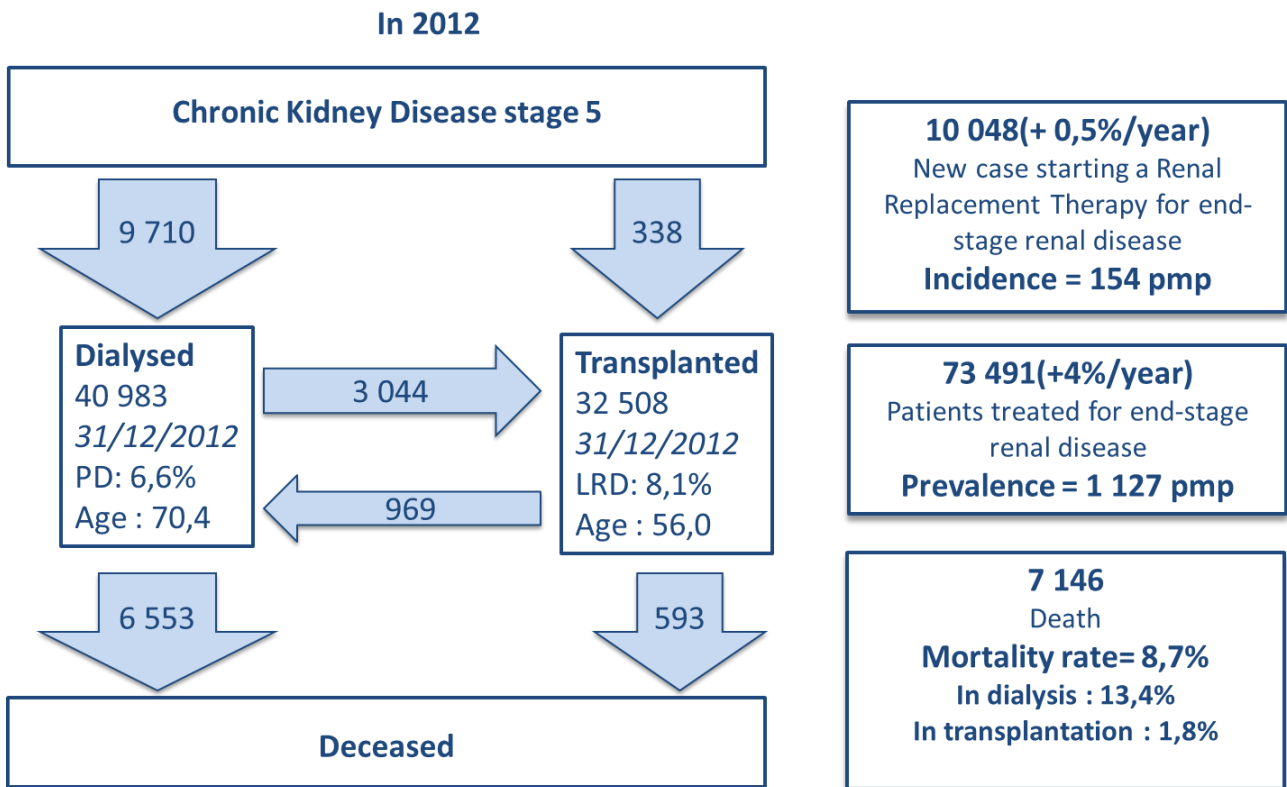 In 2012
Chronic Kidney Disease stage 5
9 710
338
Dialysed
40 983
31/12/2012
PD: 6,6%
Age : 70,4
3 044
969
Transplanted
32 508
31/12/2012
LRD: 8,1%
Age : 56,0
6 553
593
Deceased
10 048(+ 0,5%/year)
New case starting a Renal
Replacement Therapy for end-
stage renal disease
Incidence = 154 pmp
73 491(+4%/year)
Patients treated for end-stage
renal disease
Prevalence = 1 127 pmp
7 146
Death
Mortality rate= 8,7%
In dialysis : 13,4%
In transplantation : 1,8%